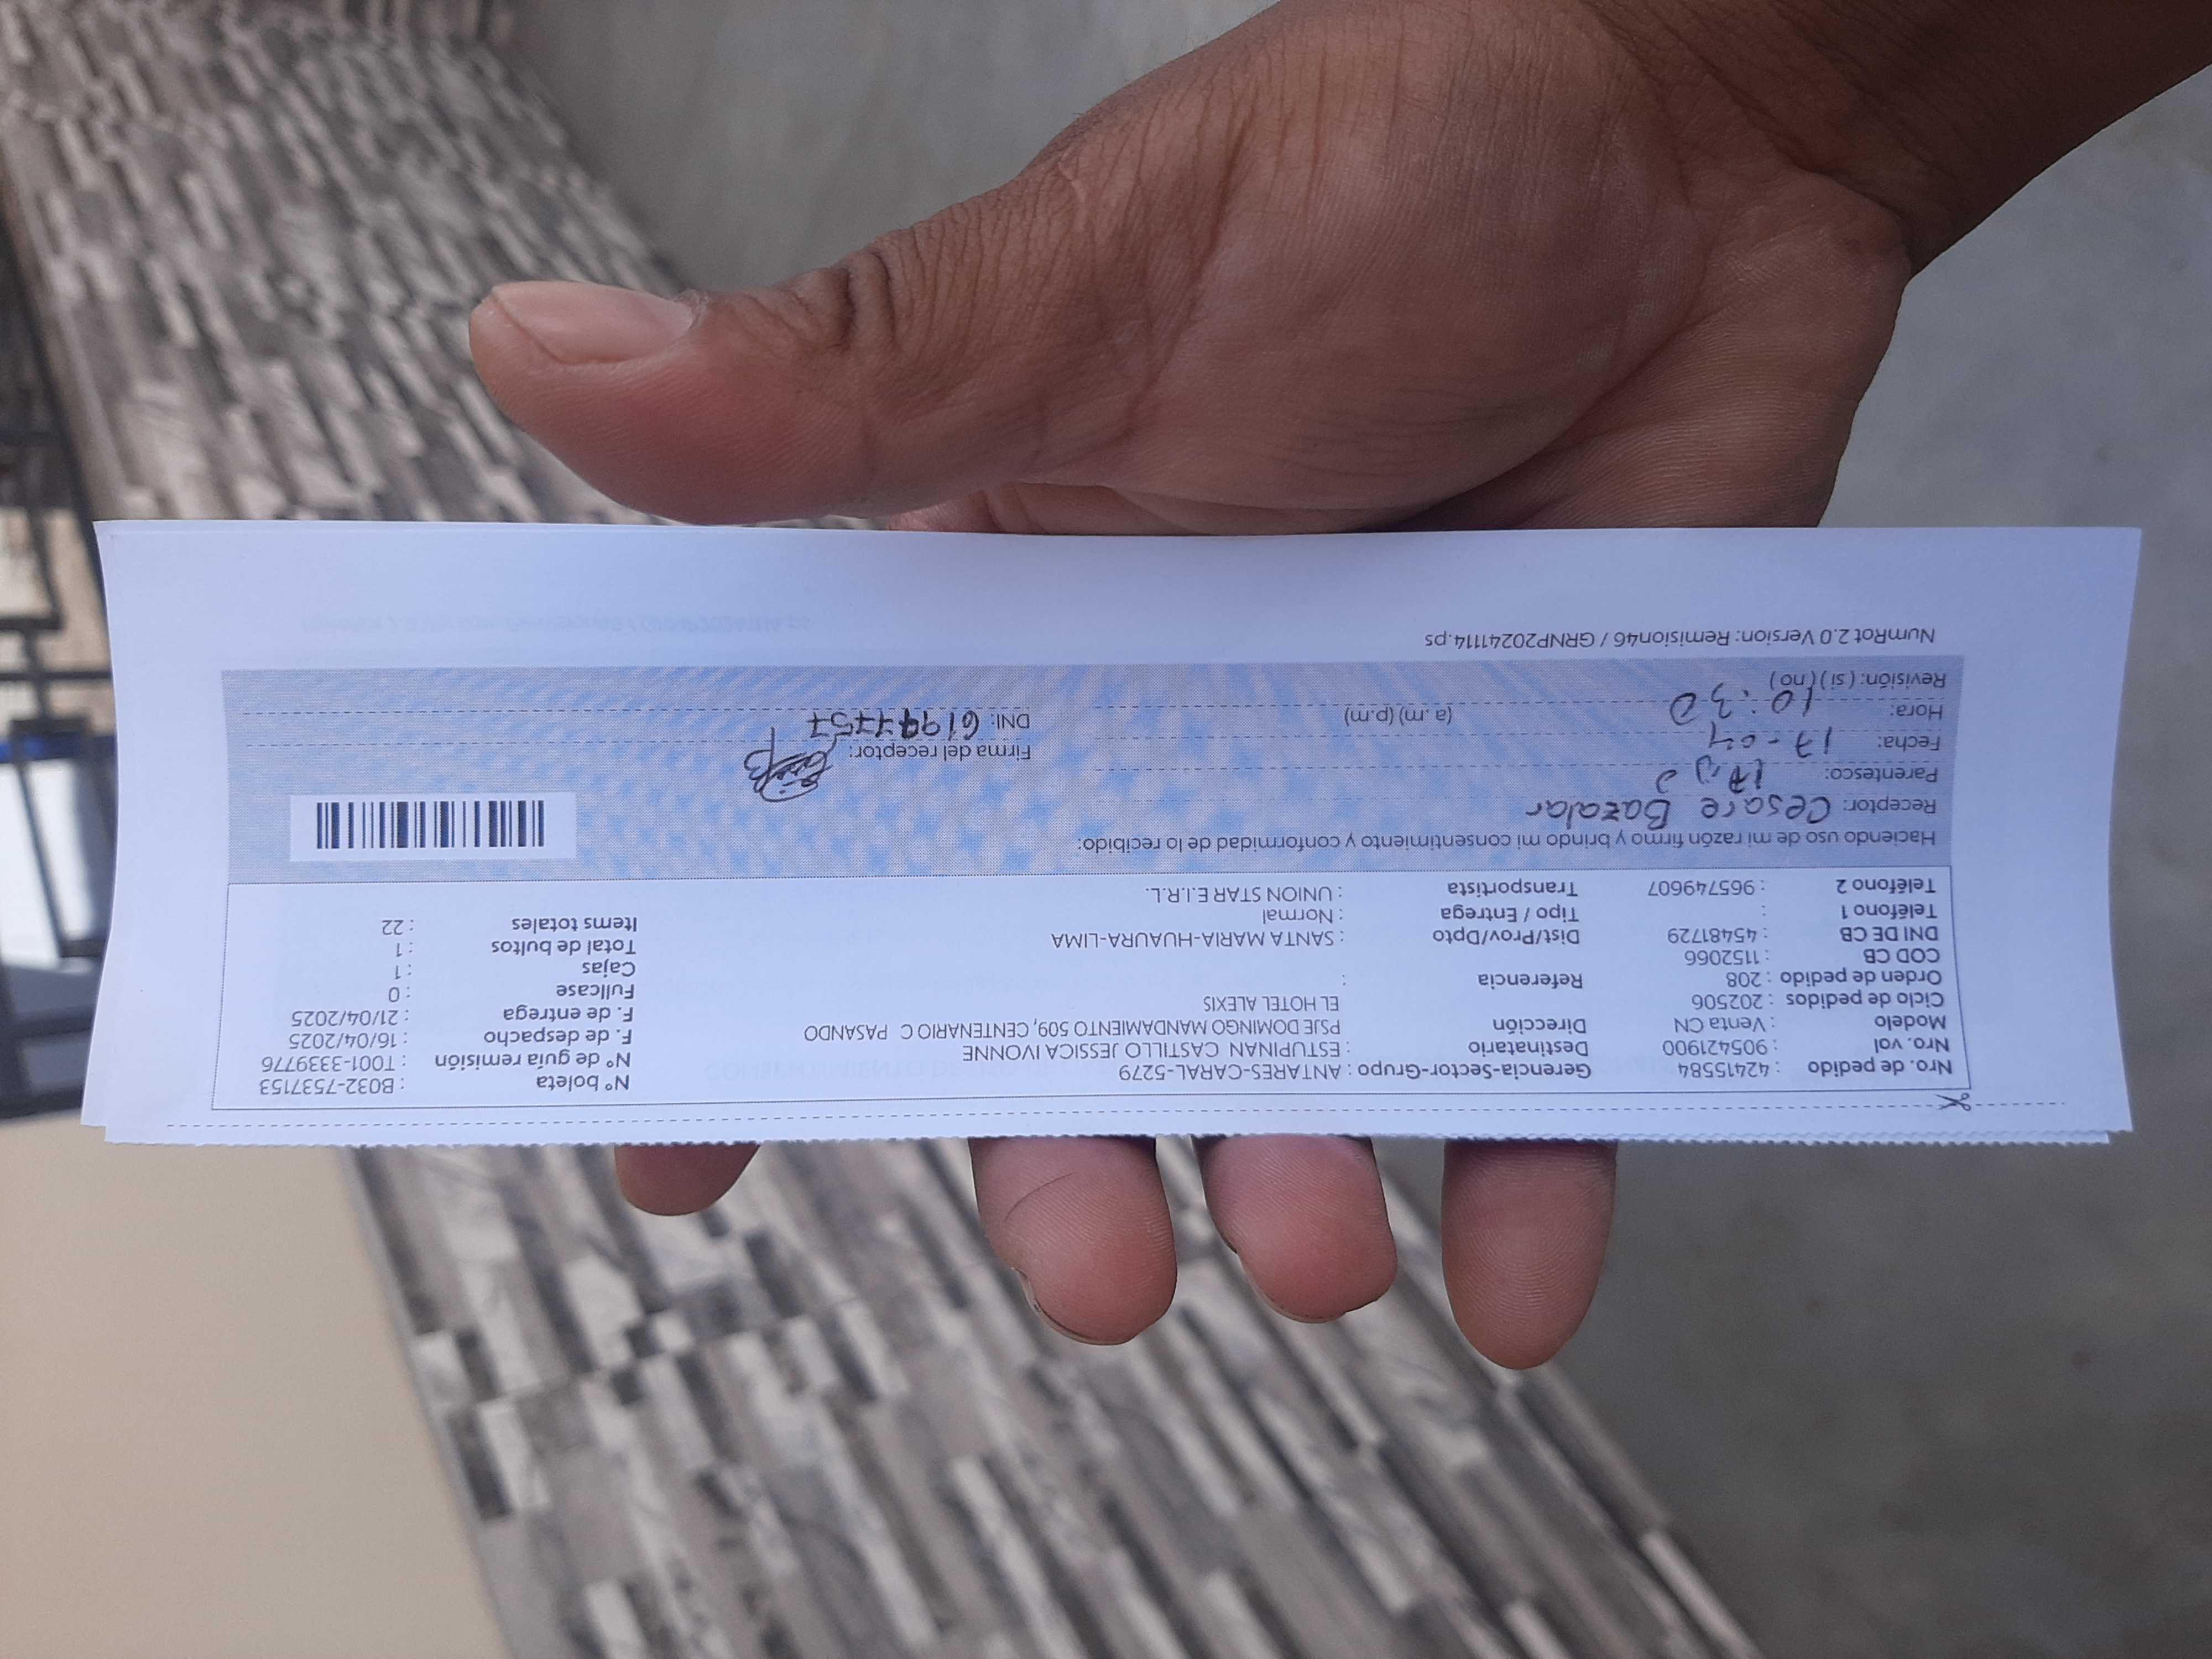 Nro. de pedido : 42415584 Gerencia-Sector-Grupo : ANTARES-CARAL-5279 N° boleta : B032-7537153
Nro. vol : 905421900 Destinatario : ESTUPINAN CASTILLO JESSICA IVONNE N° de guía remisión : T001-3339776
Modelo : Venta CN Dirección PSJE DOMINGO MANDAMIENTO 509, CENTENARIO C PASANDO F. de despacho : 16/04/2025
Ciclo de pedidos : 202506 EL HOTEL ALEXIS F. de entrega : 21/04/2025
Orden de pedido : 208 Referencia : Fullcase : 0
COD CB : 1152066 Cajas : 1
DNI DE CB : 45481729 Dist/Prov/Dpto : SANTA MARIA-HUAURA-LIMA Total de bultos : 1
Teléfono 1 : Tipo / Entrega : Normal Items totales : 22
Teléfono 2 : 965749607 Transportista : UNION STAR E.I.R.L.
Haciendo uso de mi razón firmo y brindo mi consentimiento y conformidad de lo recibido:
Receptor: Cesare Bazalar
Parentesco:
Fecha: 17-04 Firma del receptor:
Hora: 10:30 (a. m) (p.m) DNI: 61977757
Revisión: ( si ) ( no )
NumRot 2.0 Version: Remision46 / GRNP20241114.ps